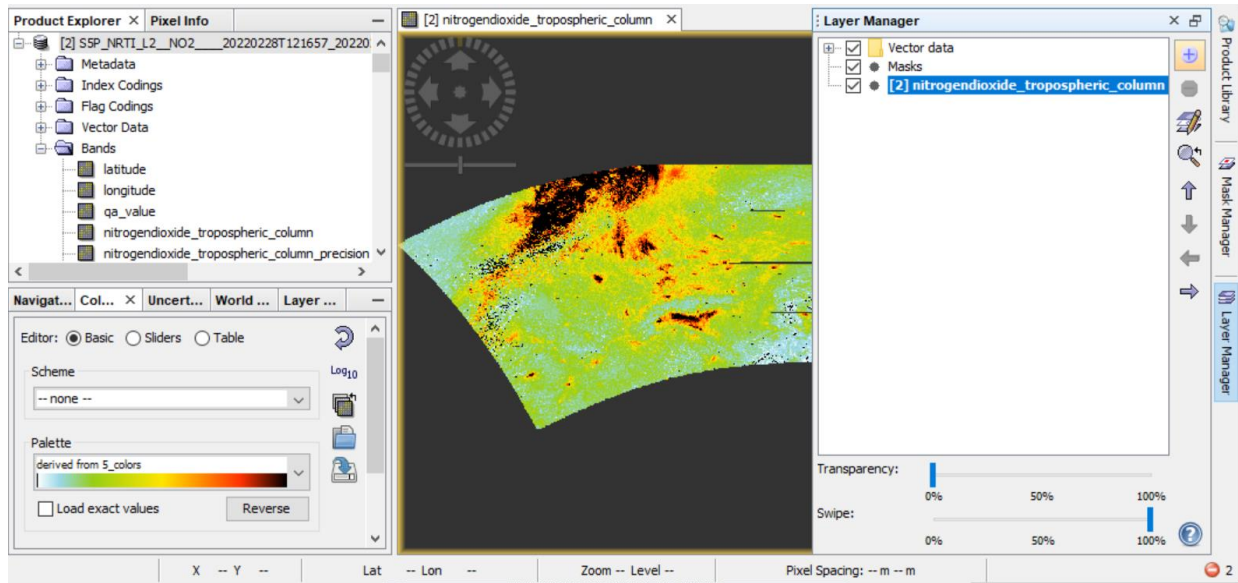 Product Explorer × Pixel Info
[2] S5P_NRTI_L2__NO2____20220228T121657_20220
Metadata
Index Codings
Flag Codings
Vector Data
Bands
latitude
longitude
qa_value
nitrogendioxide_tropospheric_column
nitrogendioxide_tropospheric_column_precision
Navigat... Col... × Uncert... World ... Layer ...
Editor: Basic Sliders Table
Scheme
Log10
-- none --
Palette
derived from 5_colors
Load exact values Reverse
[2] nitrogendioxide_tropospheric_column ×
Layer Manager
Vector data
Masks
[2] nitrogendioxide_tropospheric_column
Transparency:
0% 50% 100%
Swipe:
0% 50% 100%
Product Library
Mask Manager
Layer Manager
X -- Y -- Lat -- Lon -- Zoom -- Level -- Pixel Spacing: -- m -- m 2